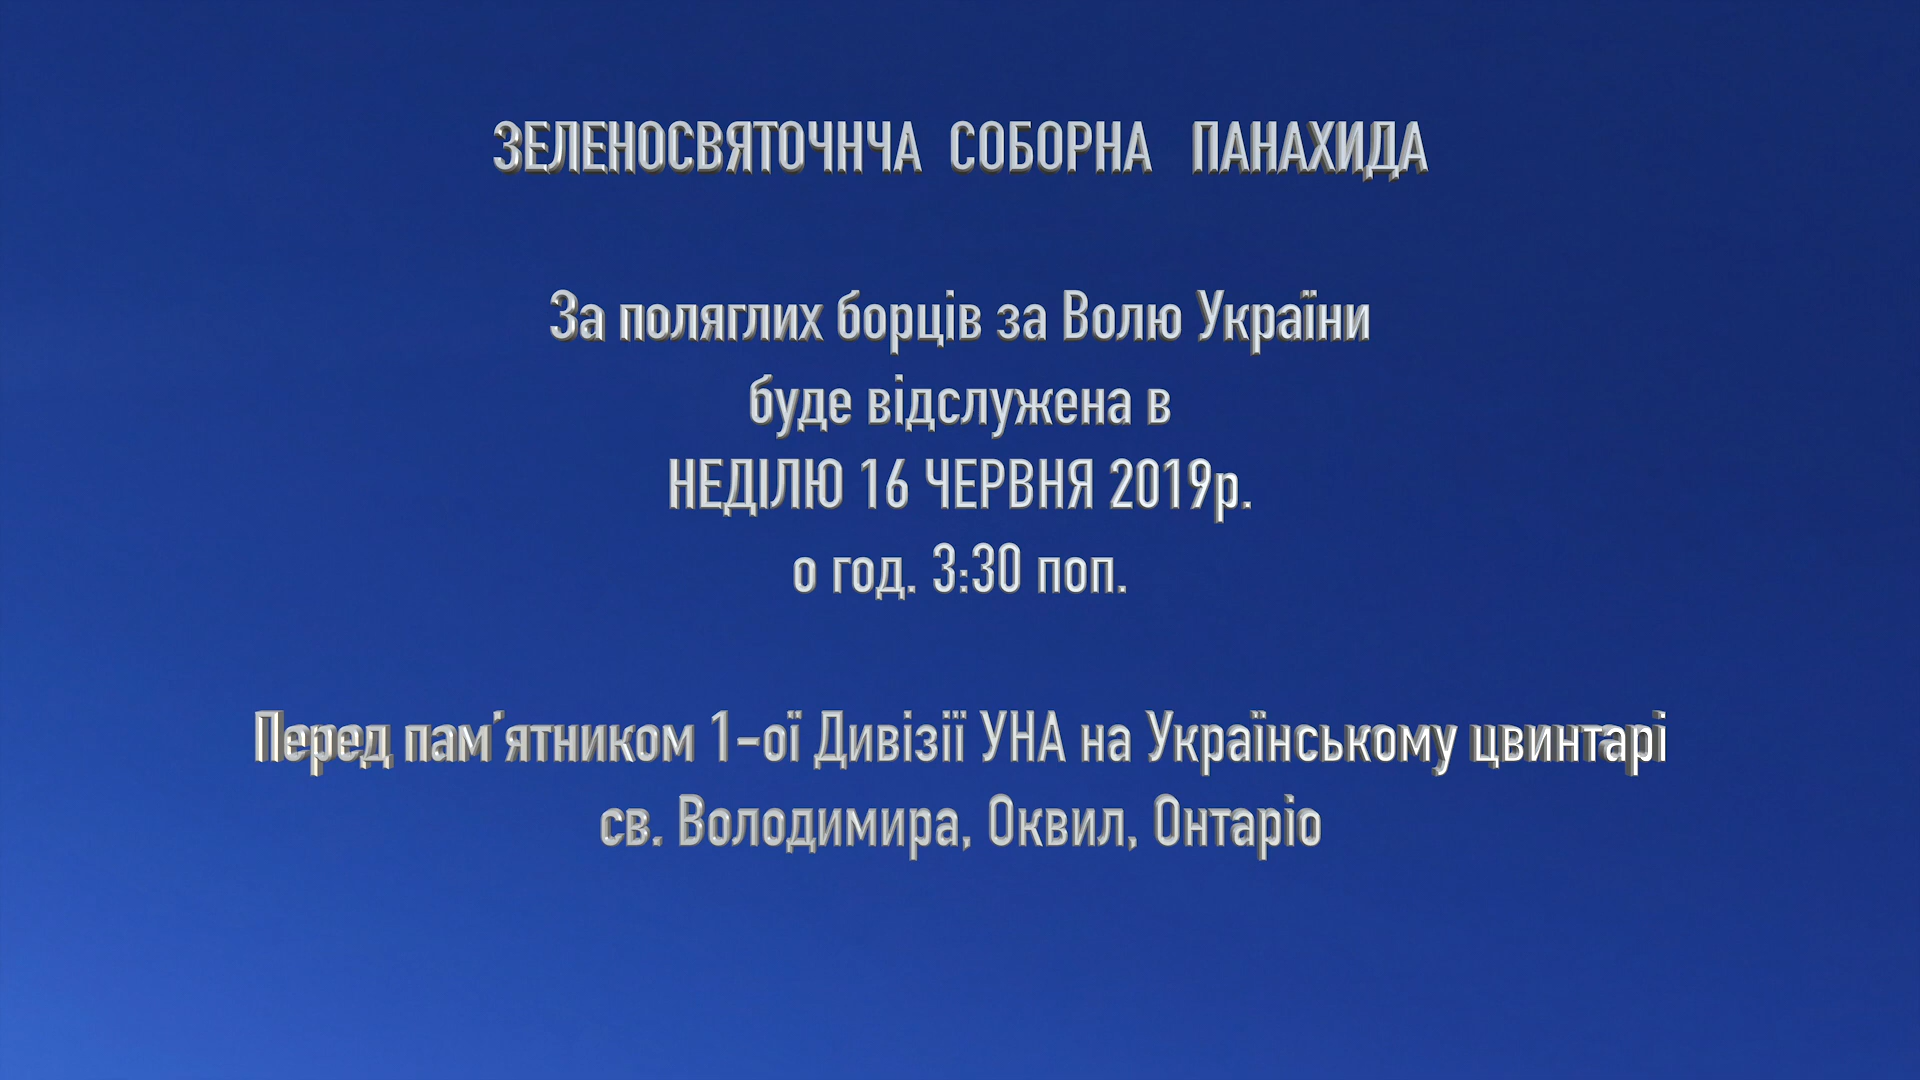 ЗЕЛЕНОСВЯТОЧНЧА СОБОРНА ПАНАХИДА
За поляглих борців за Волю України
буде відслужена в
НЕДІЛЮ 16 ЧЕРВНЯ 2019р.
о год. 3:30 поп.
Перед пам´ятником 1-ої Дивізії УНА на Українському цвинтарі
св. Володимира, Оквил, Онтаріо